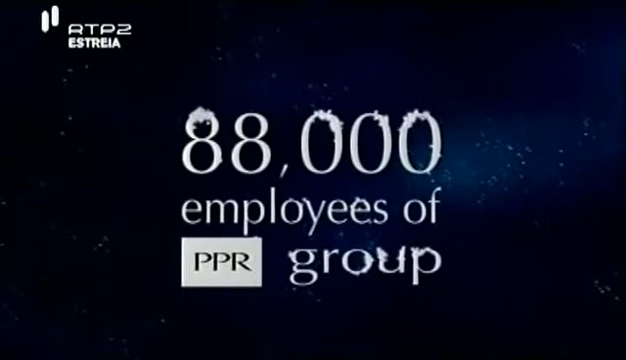 RTP2
ESTREIA
88,000
employees of
PPR group